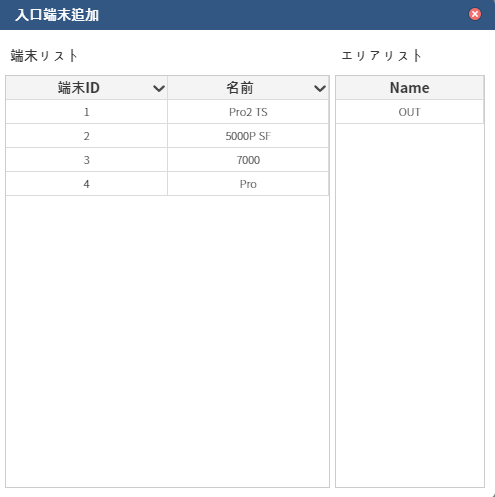 入口端末追加
端末リスト
エリアリスト
端末ID 名前
Name
1 Pro2 TS
OUT
2 5000P SF
3 7000
4 Pro